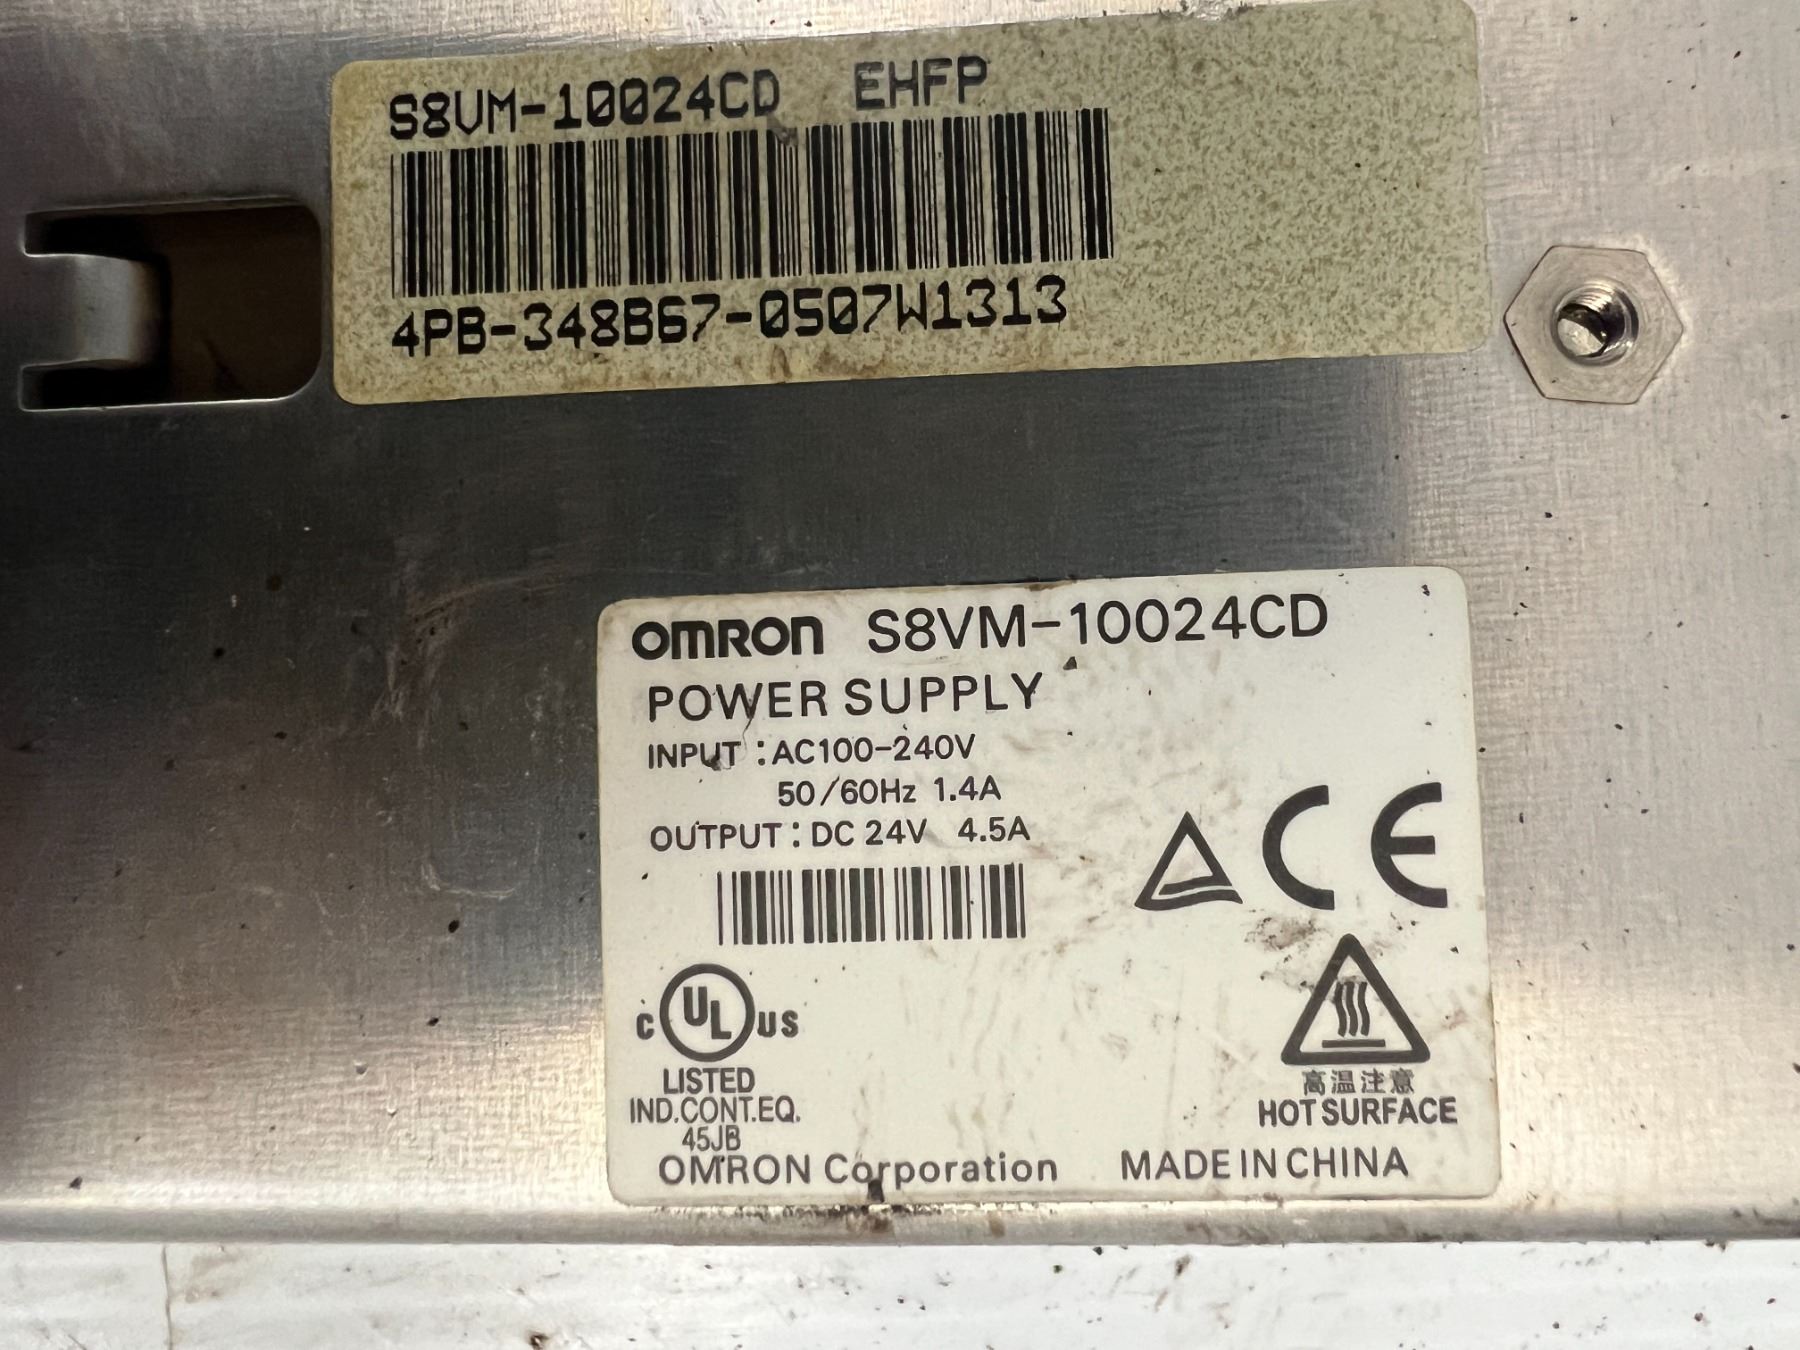 S8VM-10024CD EHFP
4PB-348B67-0507W1313
OMRON S8VM-10024CD
POWER SUPPLY
INPUT : AC100-240V
50/60Hz 1.4A
OUTPUT : DC 24V 4.5A
CE
C UL US
LISTED
IND.CONT.EQ.
45JB
高温注意
HOT SURFACE
OMRON Corporation MADE IN CHINA